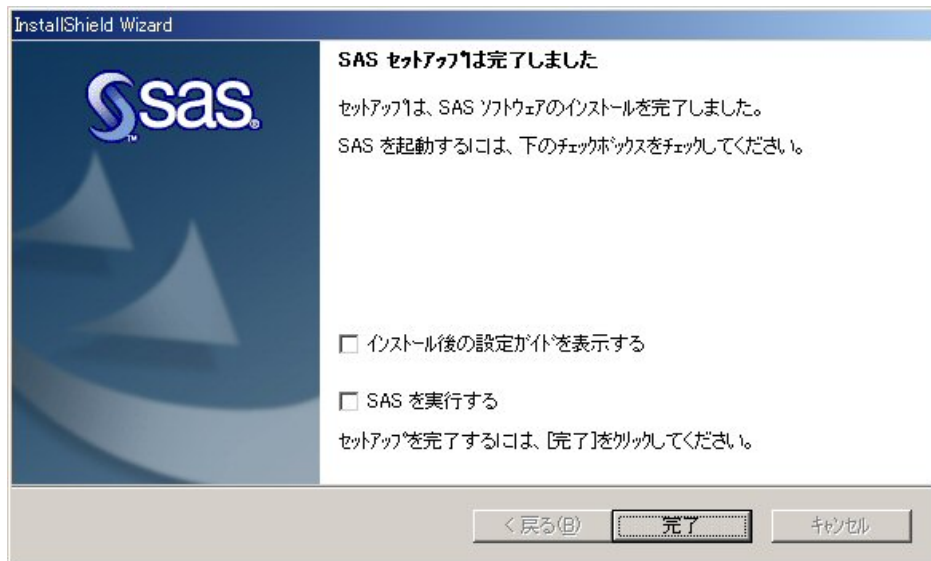 InstallShield Wizard
sas
TM
®
SAS ｾｯﾄｱｯﾌﾟは完了しました
ｾｯﾄｱｯﾌﾟは、SAS ｿﾌﾄｳｪｱのｲﾝｽﾄｰﾙを完了しました。
SAS を起動するには、下のﾁｪｯｸﾎﾞｯｸｽをﾁｪｯｸしてください。
ｲﾝｽﾄｰﾙ後の設定ｶﾞｲﾄﾞを表示する
SAS を実行する
ｾｯﾄｱｯﾌﾟを完了するには、[完了]をｸﾘｯｸしてください。
< 戻る(B)
完了
ｷｬﾝｾﾙ